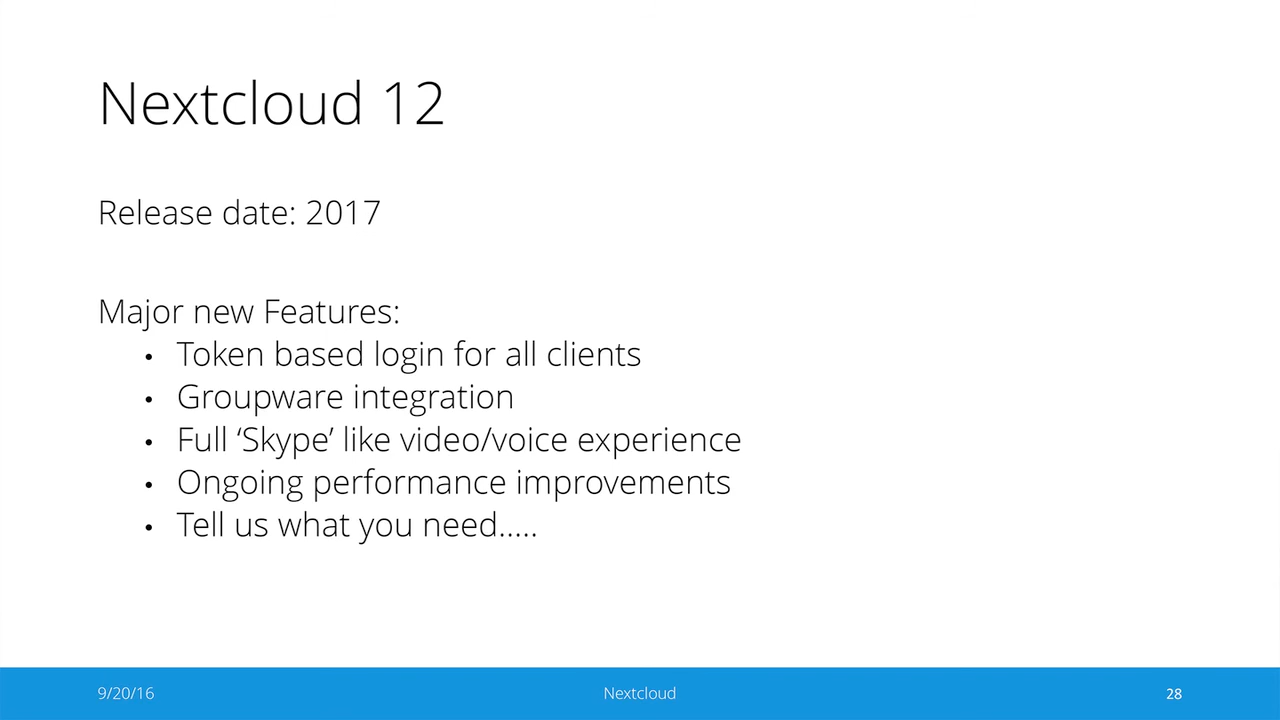 Nextcloud 12
Release date: 2017
Major new Features:
• Token based login for all clients
• Groupware integration
• Full ‘Skype’ like video/voice experience
• Ongoing performance improvements
• Tell us what you need.....
9/20/16
Nextcloud
28